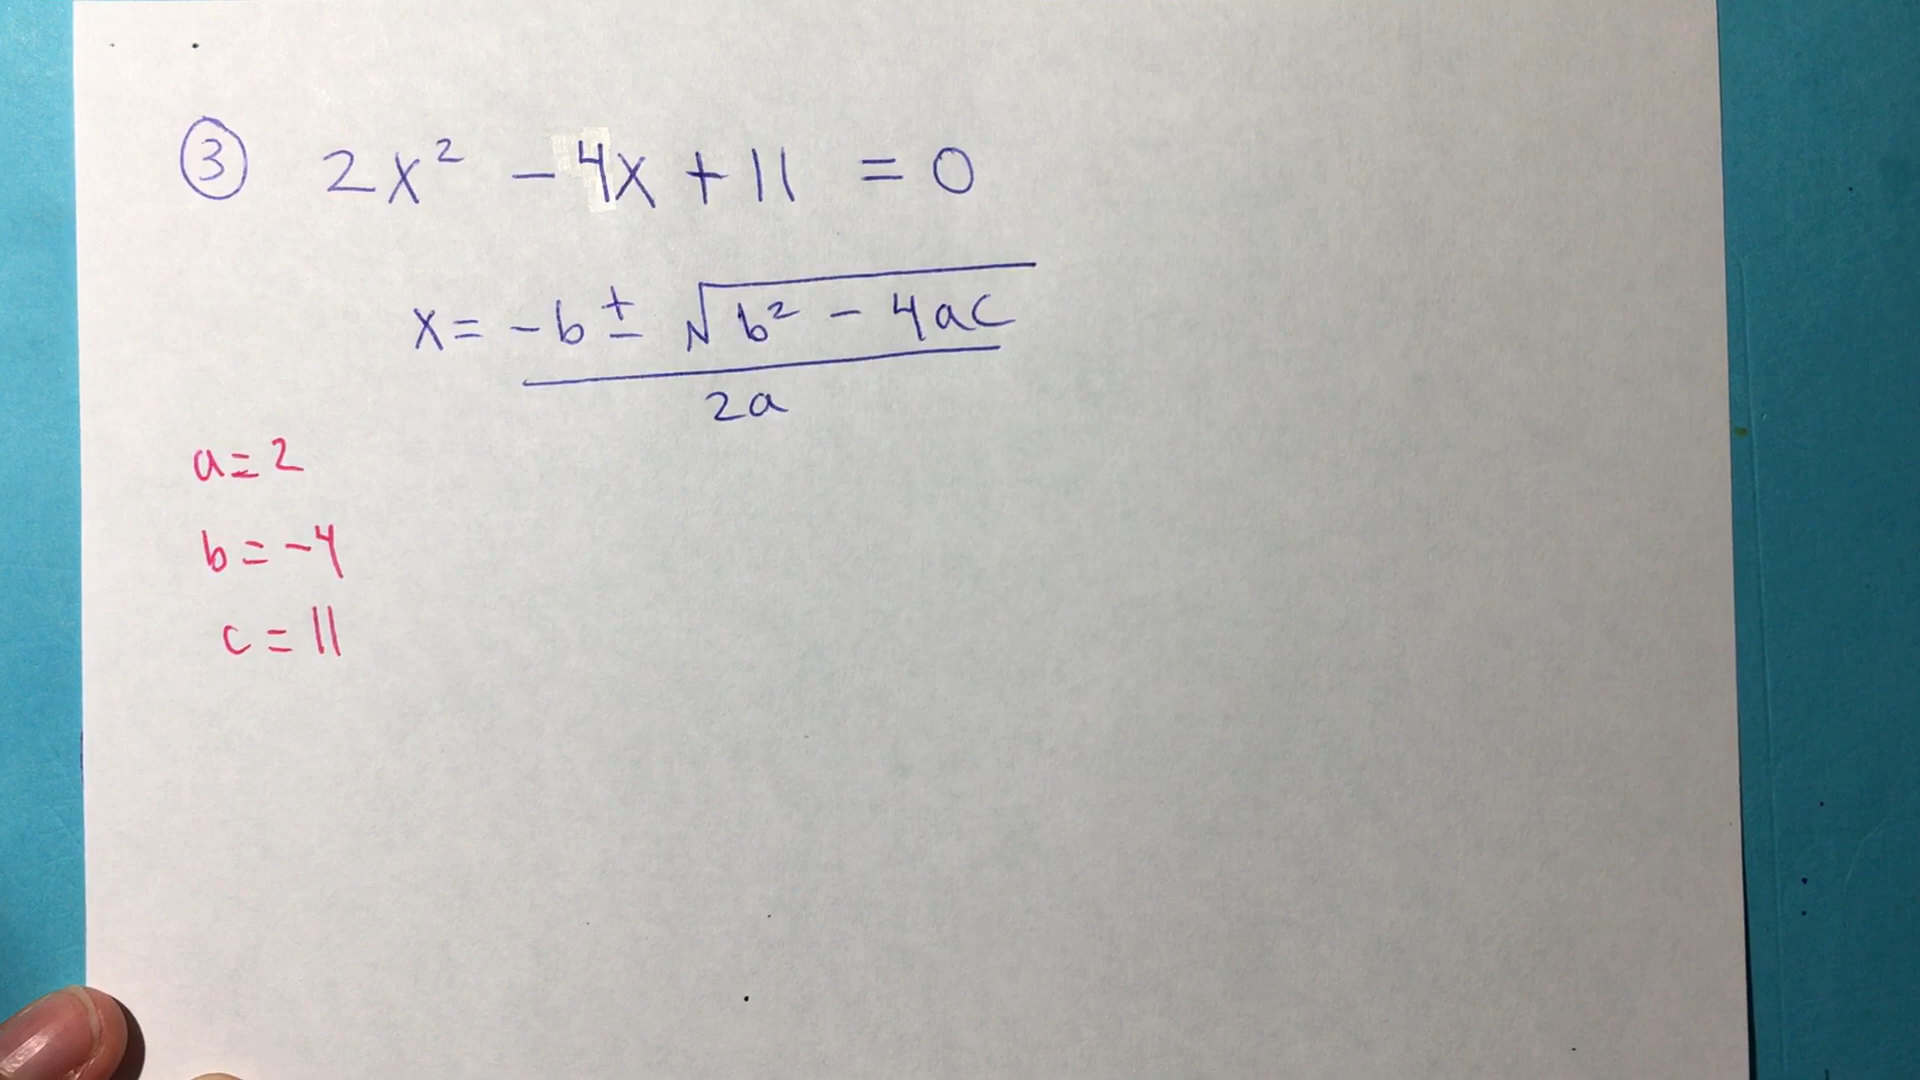 ③ 2x² - 4x + 11 = 0
x = -b ± √(b² - 4ac)
2a
a = 2
b = -4
c = 11